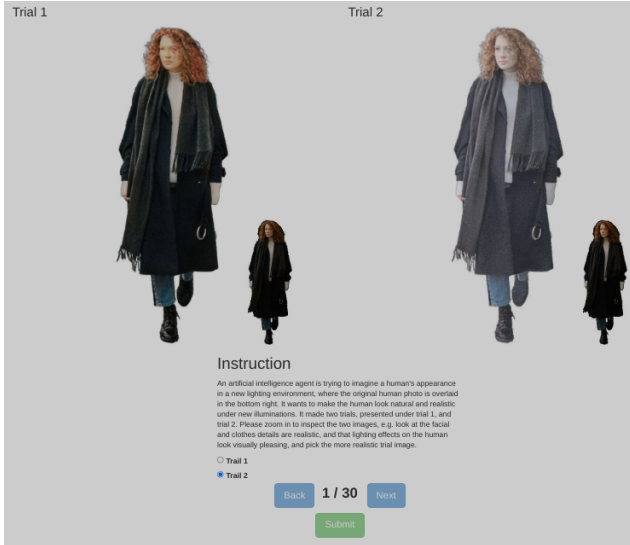 Trial 1
Trial 2
Instruction
An artificial intelligence agent is trying to imagine a human's appearance
in a new lighting environment, where the original human photo is overlaid
in the bottom right. It wants to make the human look natural and realistic
under new illuminations. It made two trials, presented under trial 1, and
trial 2. Please zoom in to inspect the two images, e.g. look at the facial
and clothes details are realistic, and that lighting effects on the human
look visually pleasing, and pick the more realistic trial image.
Trail 1
Trail 2
Back 1 / 30 Next
Submit